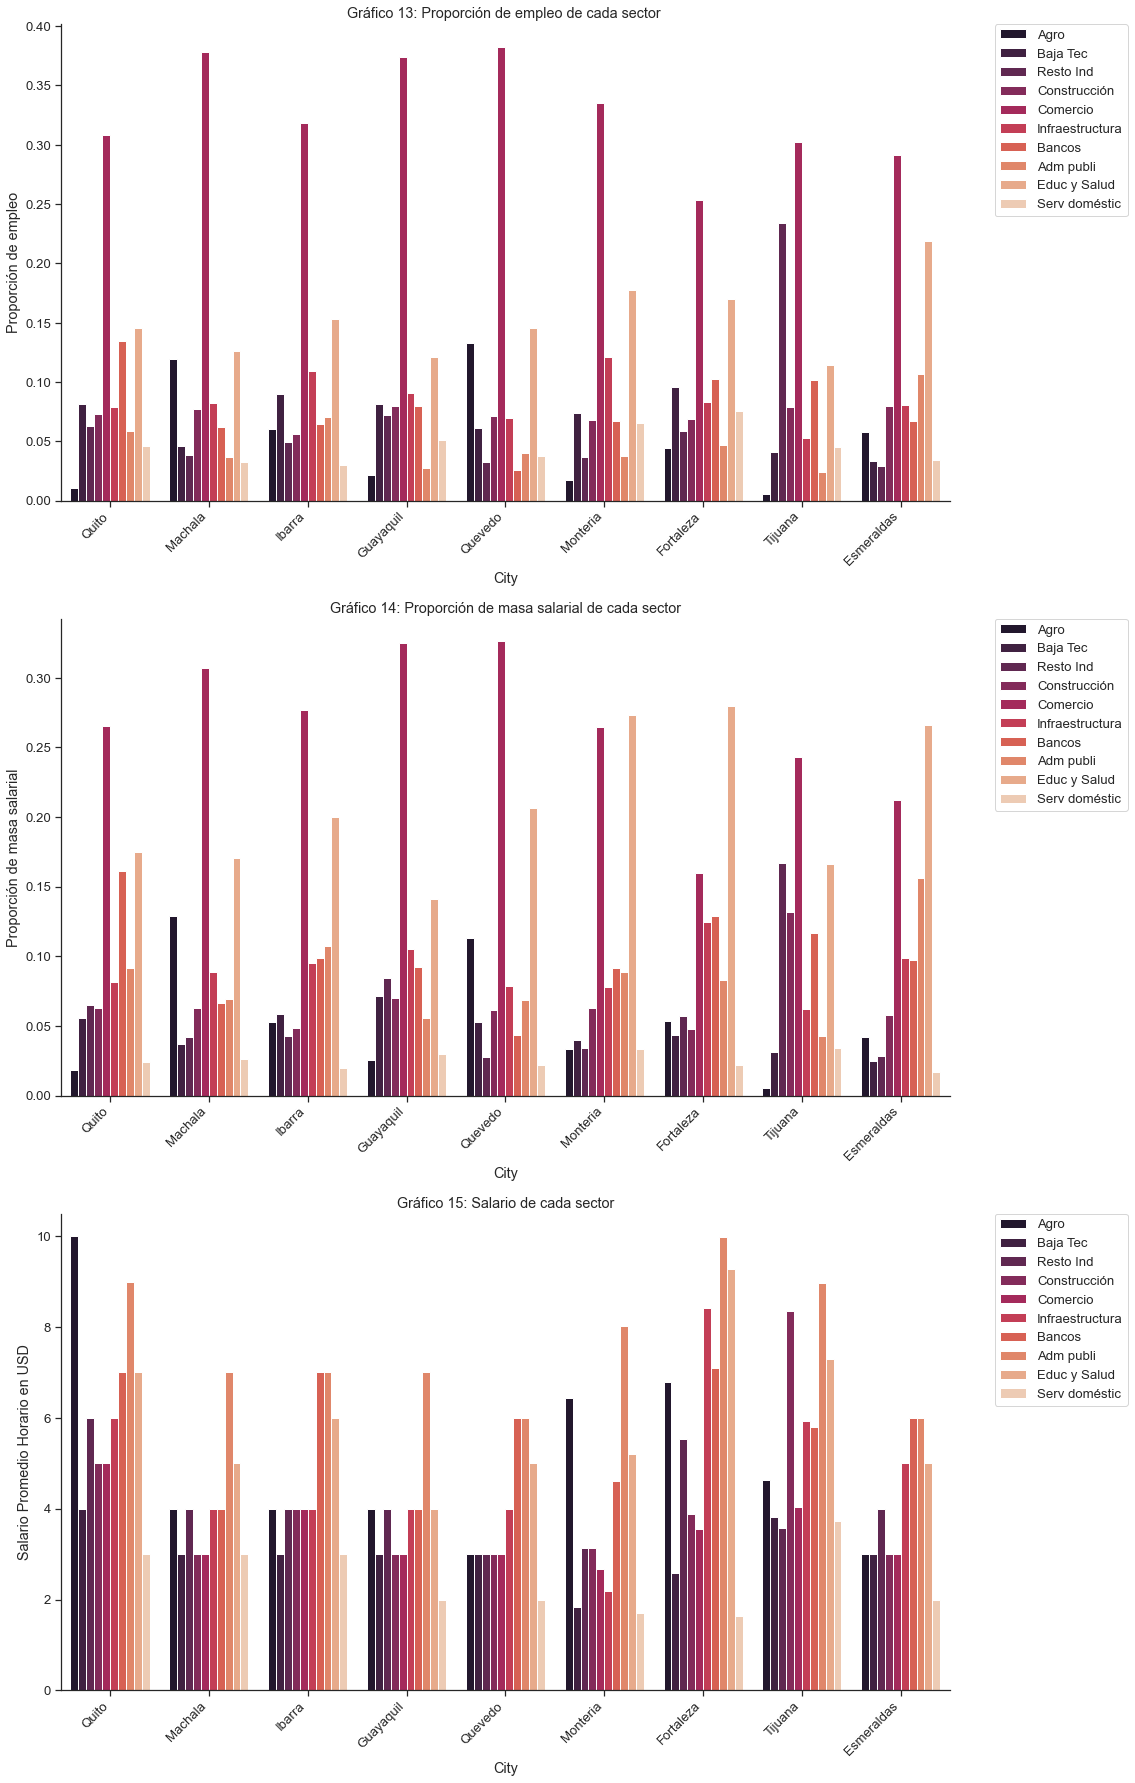 Gráfico 13: Proporción de empleo de cada sector
Proporción de empleo
0.40
0.35
0.30
0.25
0.20
0.15
0.10
0.05
0.00
Quito
Machala
Ibarra
Guayaquil
Quevedo
Monteria
Fortaleza
Tijuana
Esmeraldas
City
Agro
Baja Tec
Resto Ind
Construcción
Comercio
Infraestructura
Bancos
Adm publi
Educ y Salud
Serv doméstic
Gráfico 14: Proporción de masa salarial de cada sector
Proporción de masa salarial
0.30
0.25
0.20
0.15
0.10
0.05
0.00
Quito
Machala
Ibarra
Guayaquil
Quevedo
Monteria
Fortaleza
Tijuana
Esmeraldas
City
Agro
Baja Tec
Resto Ind
Construcción
Comercio
Infraestructura
Bancos
Adm publi
Educ y Salud
Serv doméstic
Gráfico 15: Salario de cada sector
Salario Promedio Horario en USD
10
8
6
4
2
0
Quito
Machala
Ibarra
Guayaquil
Quevedo
Monteria
Fortaleza
Tijuana
Esmeraldas
City
Agro
Baja Tec
Resto Ind
Construcción
Comercio
Infraestructura
Bancos
Adm publi
Educ y Salud
Serv doméstic